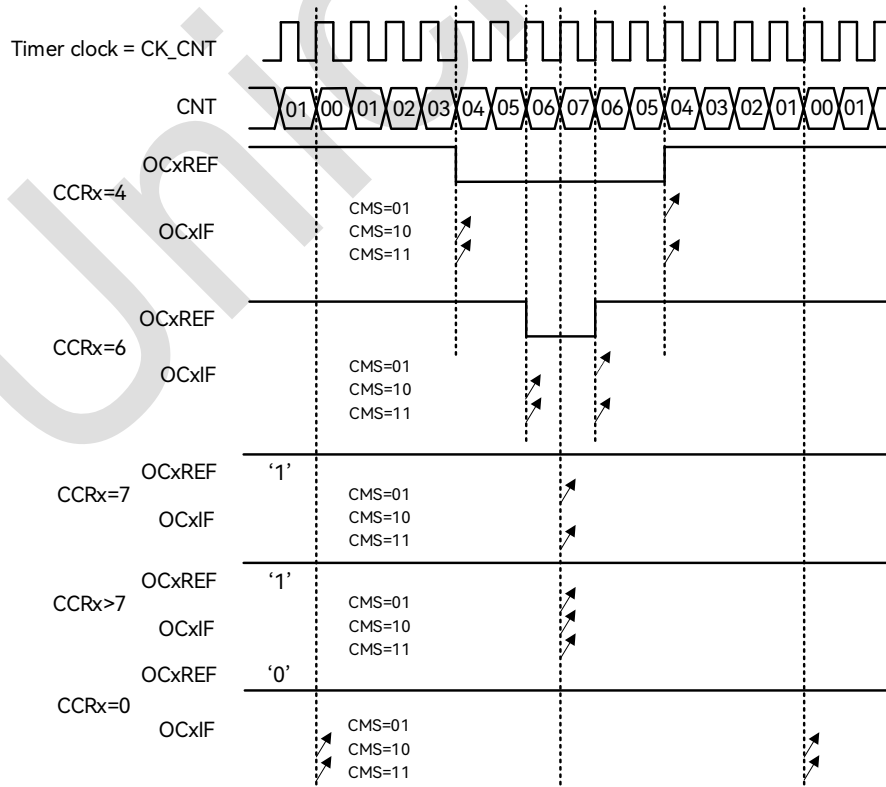 Timer clock = CK_CNT
CNT 01 00 01 02 03 04 05 06 07 06 05 04 03 02 01 00 01
OCxREF
CCRx=4
CMS=01
OCxIF CMS=10
CMS=11
OCxREF
CCRx=6
CMS=01
OCxIF
CMS=10
CMS=11
OCxREF ‘1’
CCRx=7
CMS=01
OCxIF CMS=10
CMS=11
OCxREF ‘1’
CCRx>7
CMS=01
OCxIF CMS=10
CMS=11
OCxREF ‘0’
CCRx=0
CMS=01
OCxIF
CMS=10
CMS=11